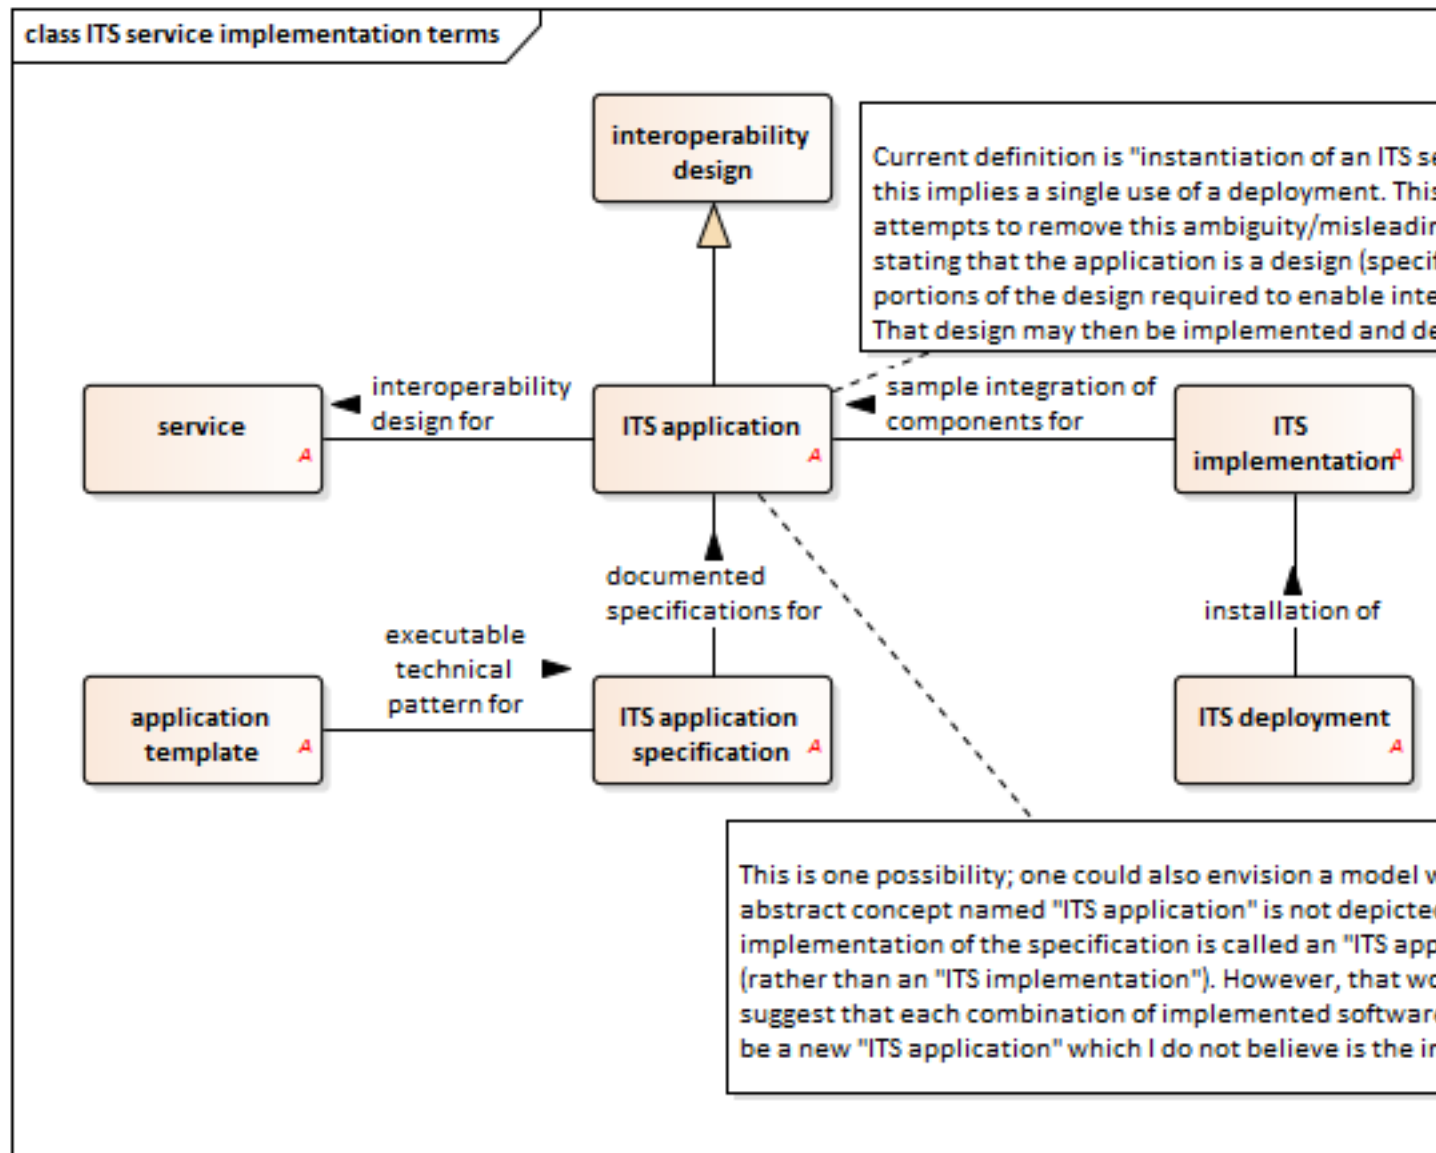 class ITS service implementation terms
interoperability
design
Current definition is "instantiation of an ITS se
this implies a single use of a deployment. This
attempts to remove this ambiguity/misleadin
stating that the application is a design (specif
portions of the design required to enable inte
That design may then be implemented and de
interoperability
design for
sample integration of
components for
service
A
ITS application
A
ITS
implementation
A
documented
specifications for
installation of
executable
technical
pattern for
application
template
A
ITS application
specification
A
ITS deployment
A
This is one possibility; one could also envision a model w
abstract concept named "ITS application" is not depicted
implementation of the specification is called an "ITS app
(rather than an "ITS implementation"). However, that wo
suggest that each combination of implemented software
be a new "ITS application" which I do not believe is the in